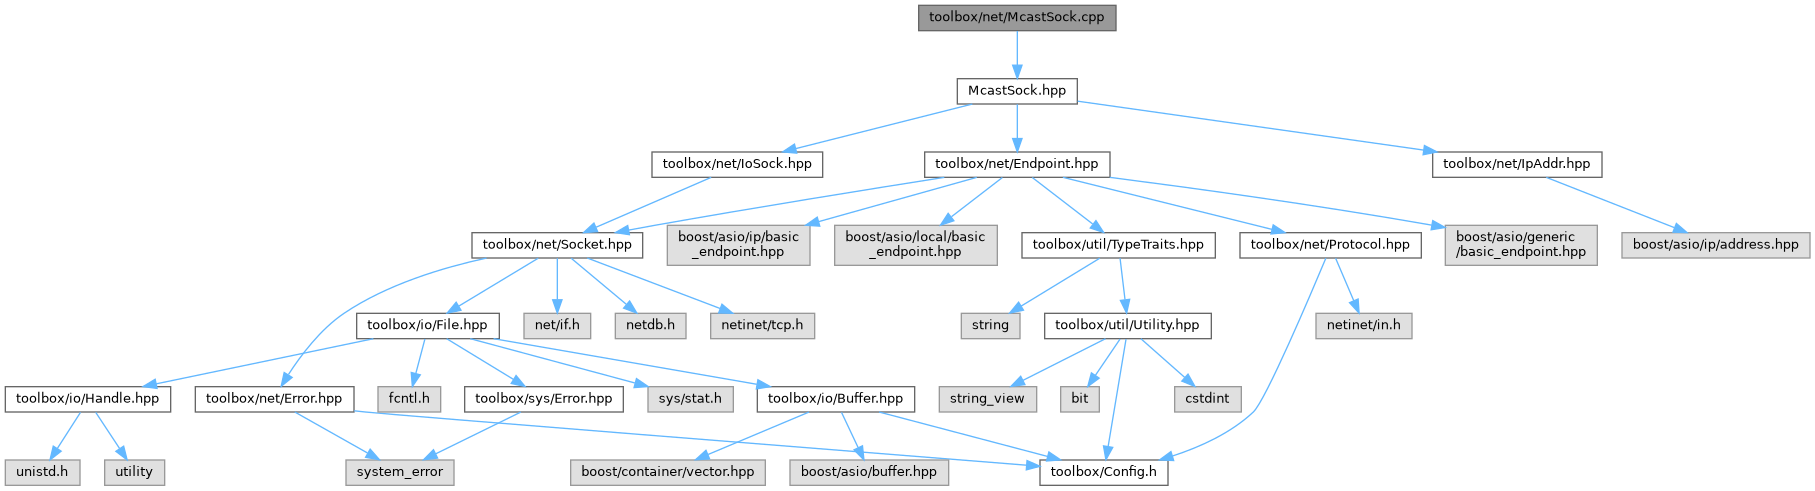 toolbox/net/McastSock.cpp
McastSock.hpp
toolbox/net/IoSock.hpp
toolbox/net/Endpoint.hpp
toolbox/net/IpAddr.hpp
toolbox/net/Socket.hpp
boost/asio/ip/basic
_endpoint.hpp
boost/asio/local/basic
_endpoint.hpp
toolbox/util/TypeTraits.hpp
toolbox/net/Protocol.hpp
boost/asio/generic
/basic_endpoint.hpp
boost/asio/ip/address.hpp
toolbox/io/File.hpp
net/if.h
netdb.h
netinet/tcp.h
string
toolbox/util/Utility.hpp
netinet/in.h
toolbox/io/Handle.hpp
toolbox/net/Error.hpp
fcntl.h
toolbox/sys/Error.hpp
sys/stat.h
toolbox/io/Buffer.hpp
string_view
bit
cstdint
unistd.h
utility
system_error
boost/container/vector.hpp
boost/asio/buffer.hpp
toolbox/Config.h